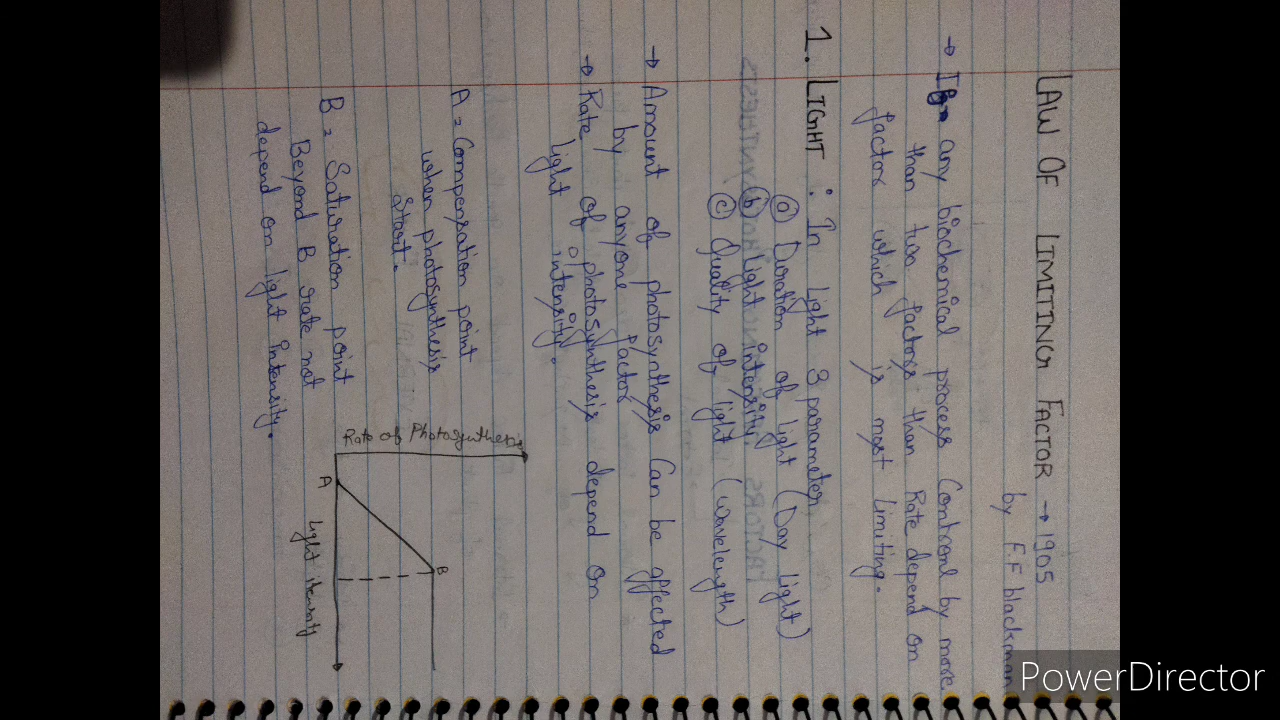 LAW OF LIMITING FACTOR → 1905
by F.F blackman
→ If any biochemical process Control by more
than two factors than than Rate depend on
factor which is most limiting.
1. LIGHT : In Light 3 parameter
ⓐ Duration of light (Day light)
ⓑ Light intensity
ⓒ Quality of light (wavelength)
→ Amount of photosynthesis Can be affected
by anyone factor
→ Rate of photosynthesis depend on
light intensity.
A = Compensation point
when photosynthesis
start.
B = Saturation point
Beyond B rate not
depend on light intensity.
Rate of Photosynthesis
A
B
light intensity
PowerDirector